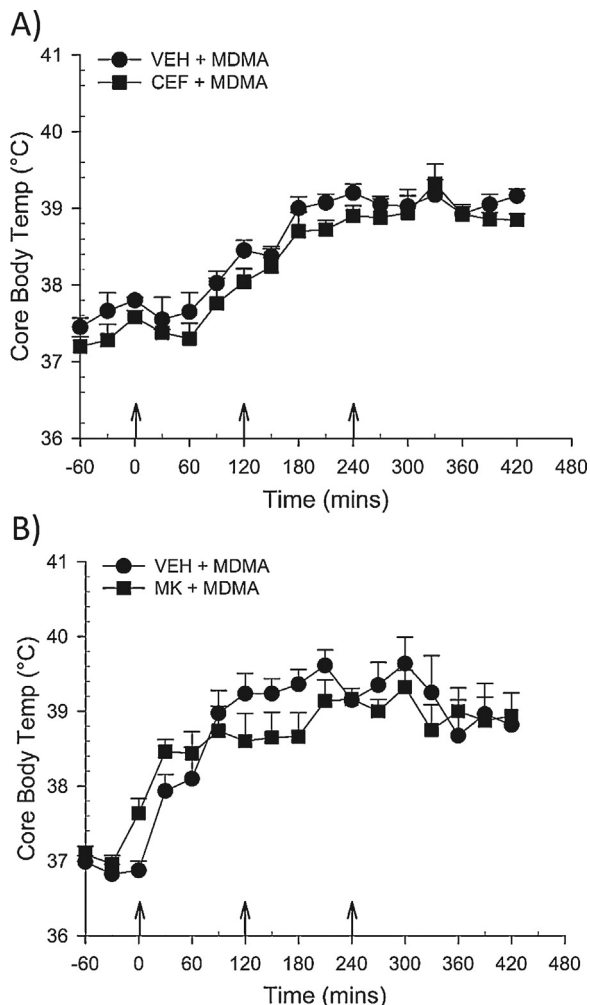 A)
VEH + MDMA
CEF + MDMA
Core Body Temp (°C)
41
40
39
38
37
36
-60 0 60 120 180 240 300 360 420 480
Time (mins)
B)
VEH + MDMA
MK + MDMA
Core Body Temp (°C)
41
40
39
38
37
36
-60 0 60 120 180 240 300 360 420 480
Time (mins)